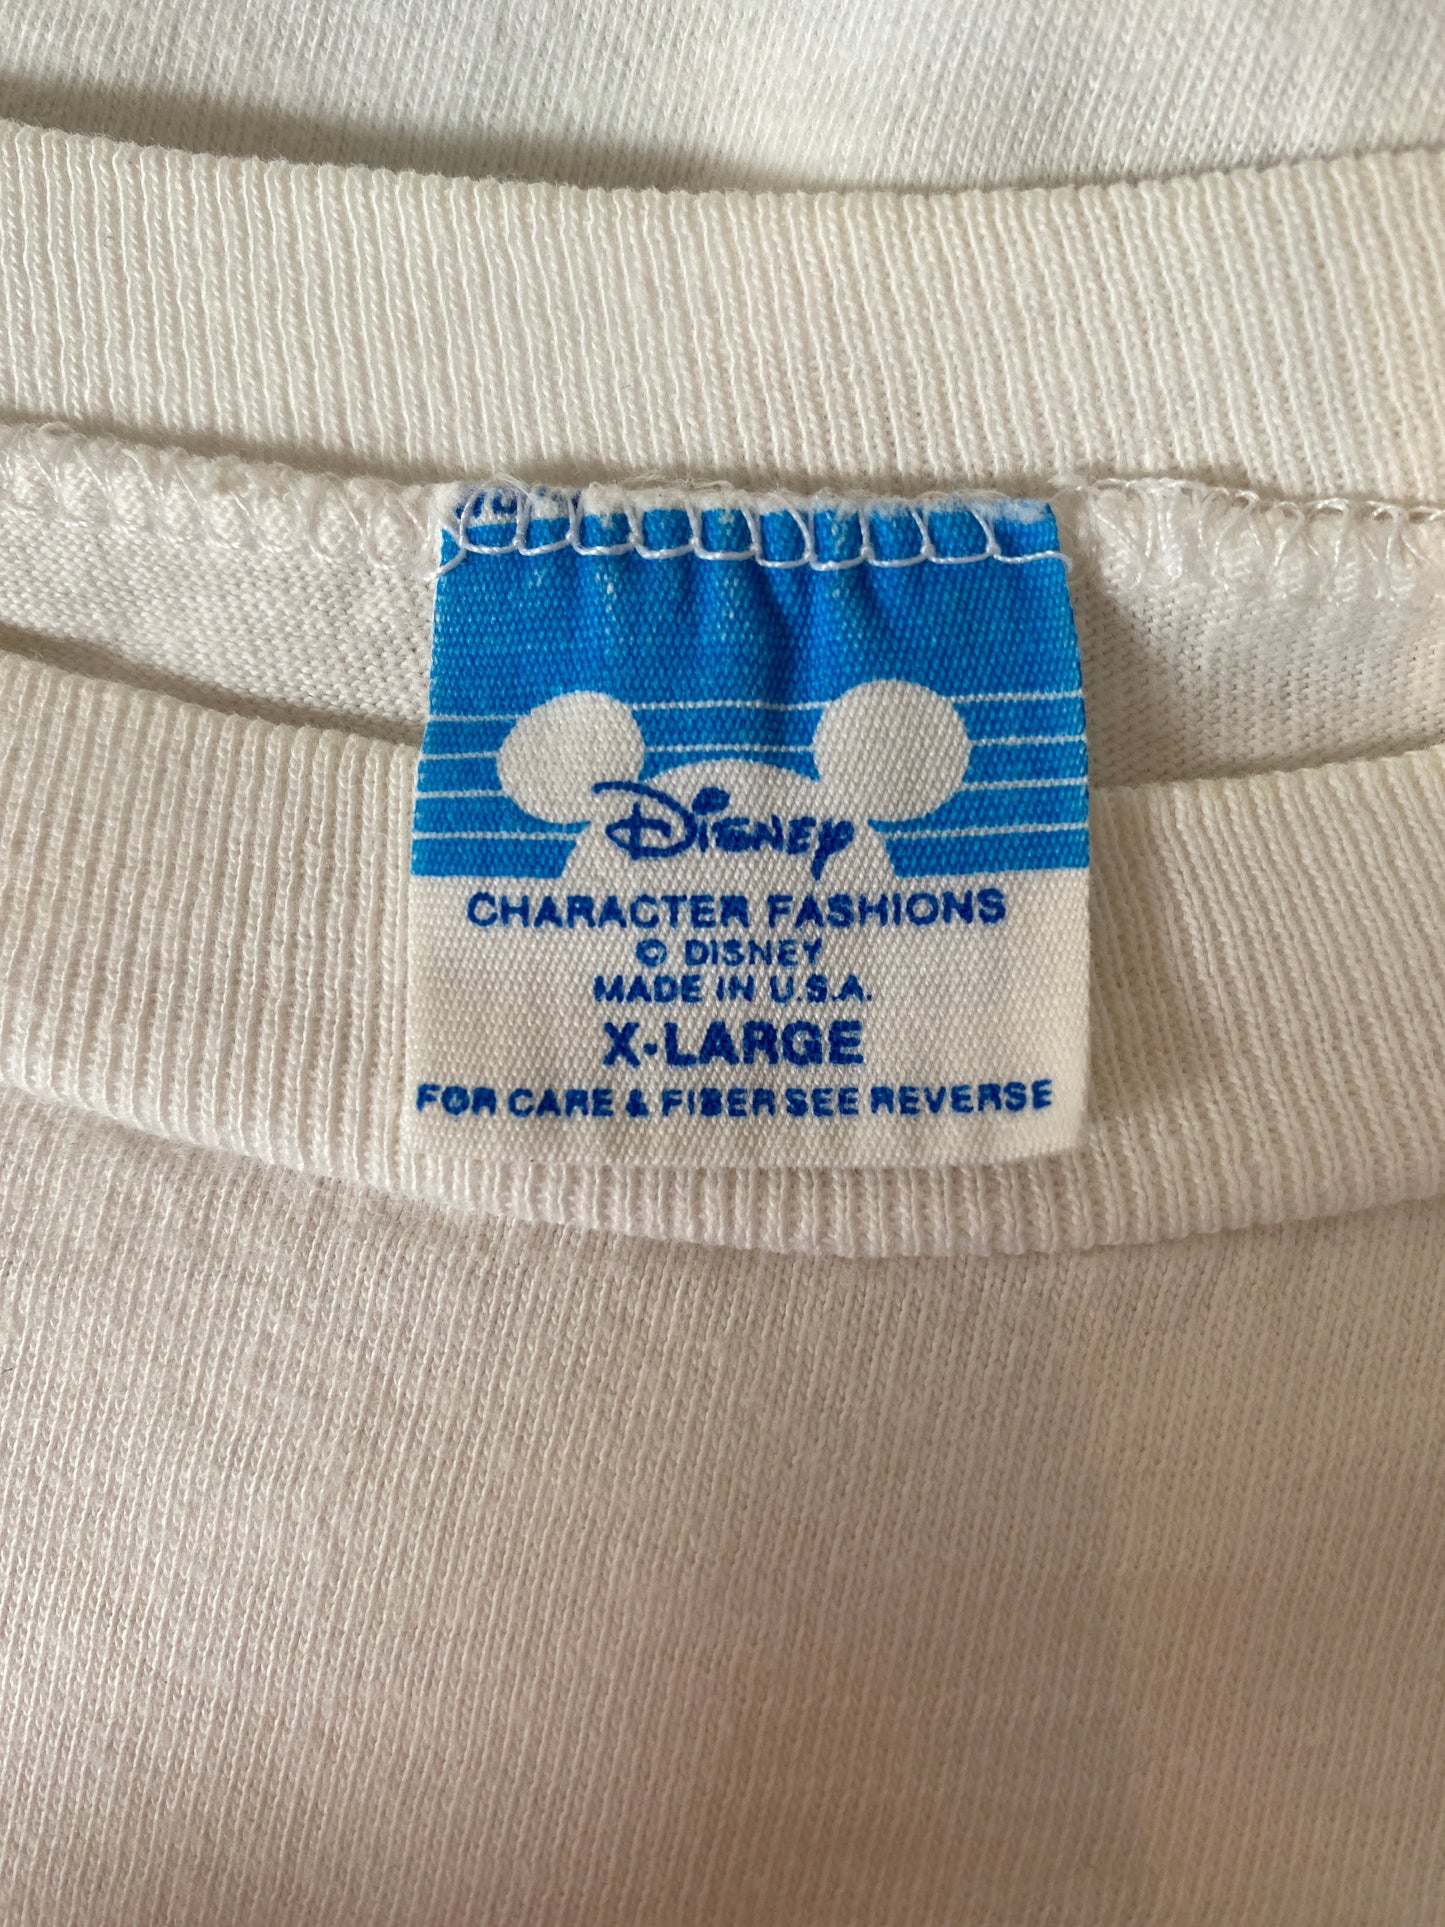 Disney
CHARACTER FASHIONS
© DISNEY
MADE IN U.S.A.
X-LARGE
FOR CARE & FIBER SEE REVERSE